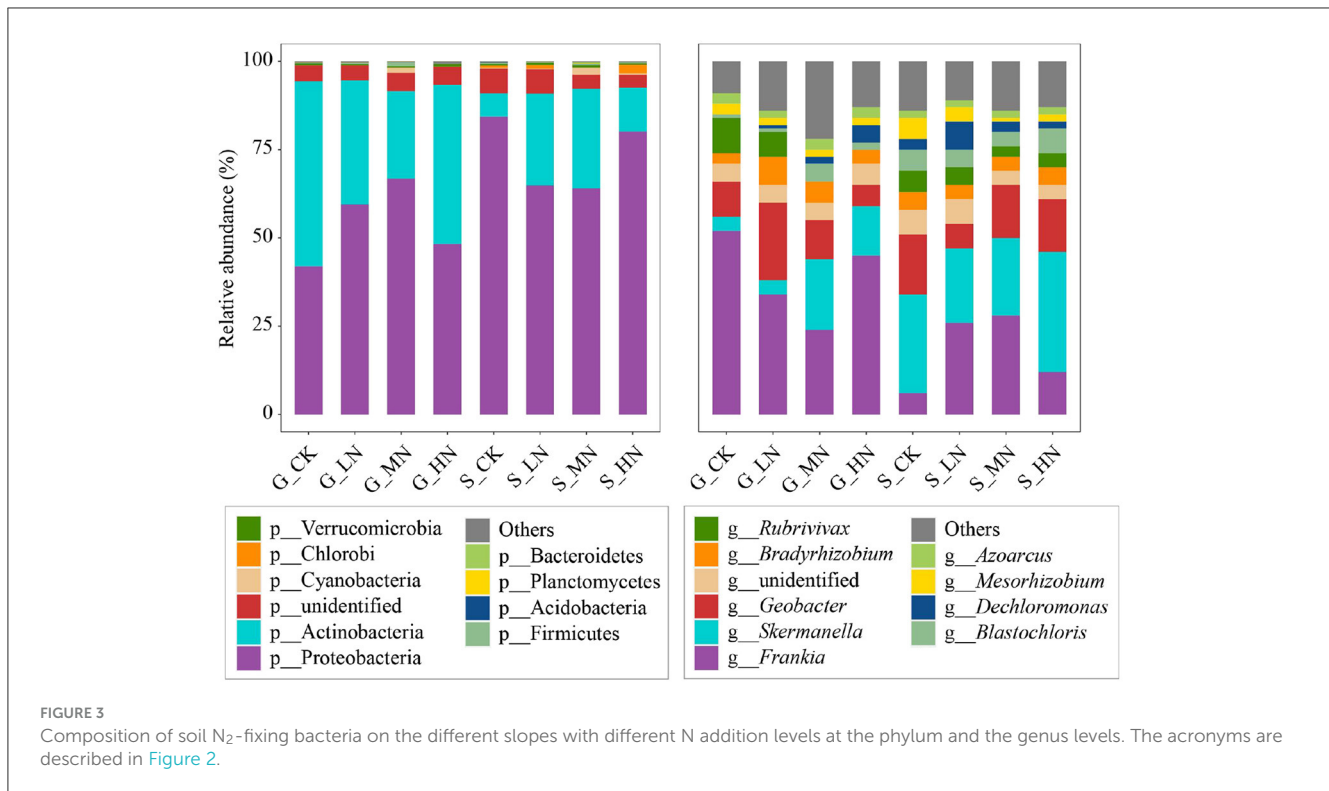 100
75
50
25
0
Relative abundance (%)
G_CK
G_LN
G_MN
G_HN
S_CK
S_LN
S_MN
S_HN
G_CK
G_LN
G_MN
G_HN
S_CK
S_LN
S_MN
S_HN
p__Verrucomicrobia
p__Chlorobi
p__Cyanobacteria
p__unidentified
p__Actinobacteria
p__Proteobacteria
Others
p__Bacteroidetes
p__Planctomycetes
p__Acidobacteria
p__Firmicutes
g__Rubrivivax
g__Bradyrhizobium
g__unidentified
g__Geobacter
g__Skermanella
g__Frankia
Others
g__Azoarcus
g__Mesorhizobium
g__Dechloromonas
g__Blastochloris
FIGURE 3
Composition of soil N2-fixing bacteria on the different slopes with different N addition levels at the phylum and the genus levels. The acronyms are
described in Figure 2.